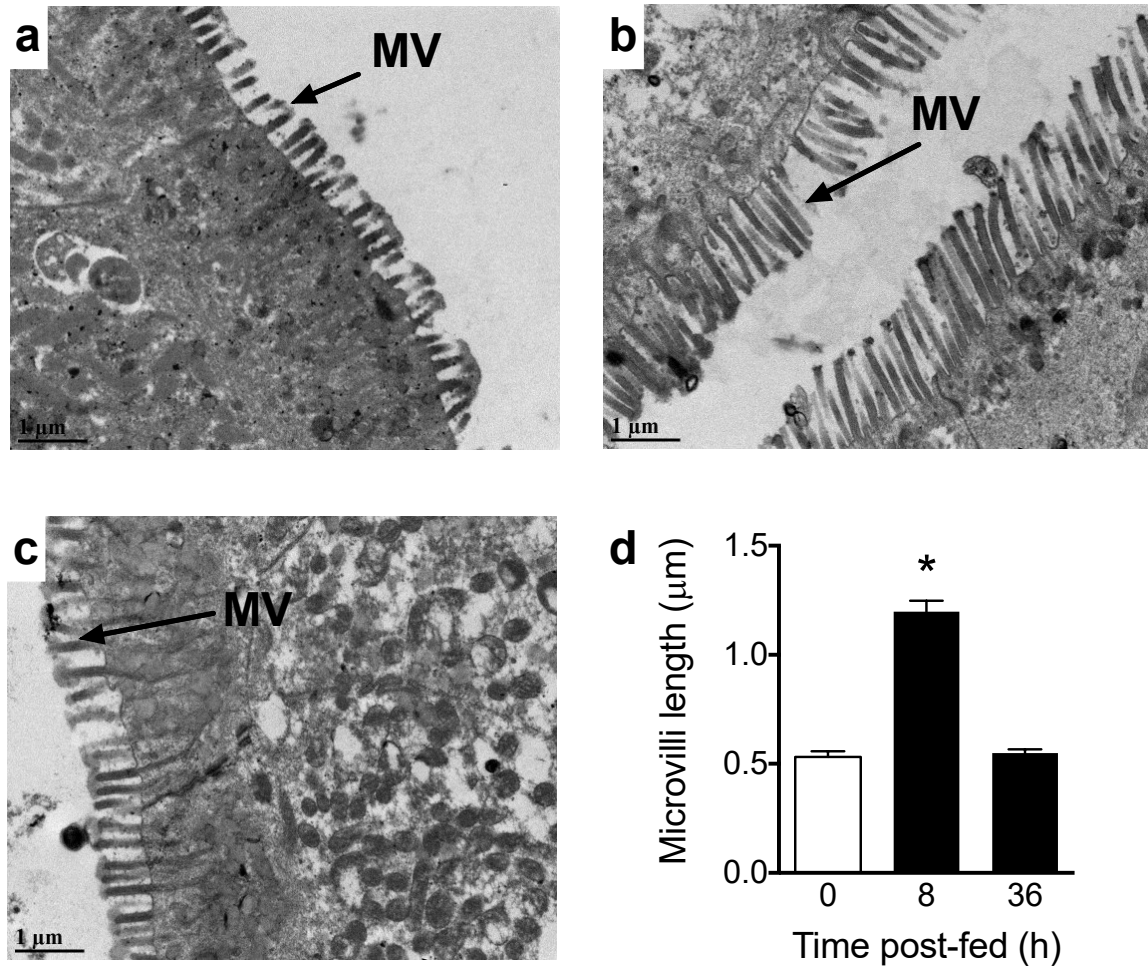 a
MV
1 μm
b
MV
1 μm
c
MV
1 μm
d
Microvilli length (μm)
1.5
1.0
0.5
0.0
*
0 8 36
Time post-fed (h)